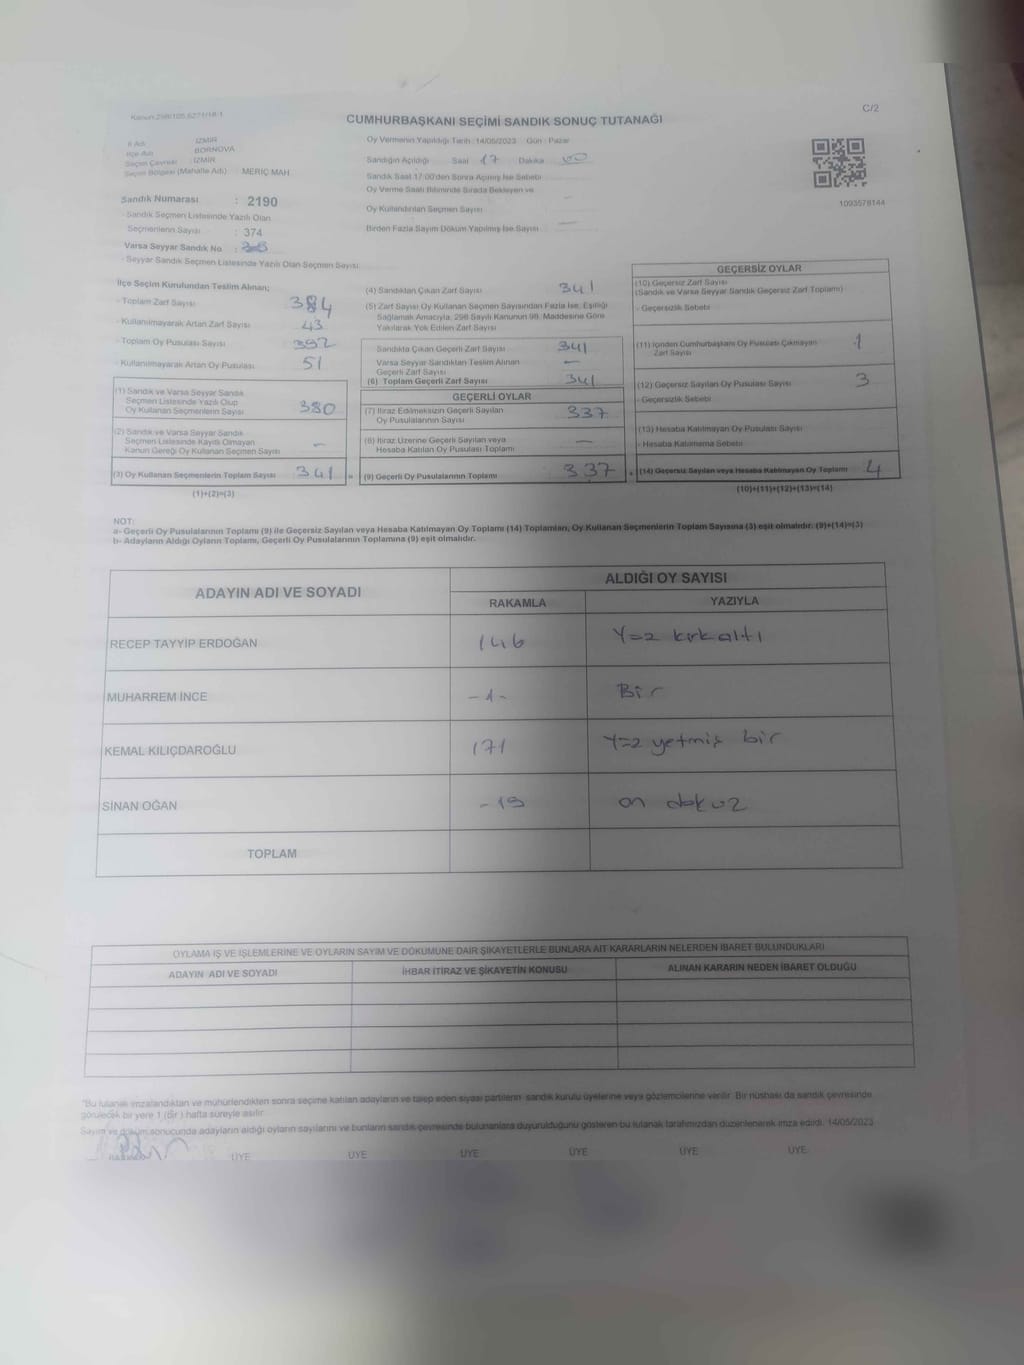 Kanun:298/105,6271/18-1
C/2
CUMHURBAŞKANI SEÇİMİ SANDIK SONUÇ TUTANAĞI
İl Adı : İZMİR
İlçe Adı : BORNOVA
Seçim Çevresi : İZMİR
Seçim Bölgesi (Mahalle Adı) : MERİÇ MAH.
Sandık Numarası : 2190
- Sandık Seçmen Listesinde Yazılı Olan
Seçmenlerin Sayısı : 374
Varsa Seyyar Sandık No :
- Seyyar Sandık Seçmen Listesinde Yazılı Olan Seçmen Sayısı:
Oy Vermenin Yapıldığı Tarih : 14/05/2023 Gün : Pazar
Sandığın Açıldığı Saat 17 Dakika 00
Sandık Saat 17:00'den Sonra Açılmış İse Sebebi
Oy Verme Saati Bitiminde Sırada Bekleyen ve
Oy Kullandırılan Seçmen Sayısı —
Birden Fazla Sayım Döküm Yapılmış İse Sayısı —
1093578144
İlçe Seçim Kurulundan Teslim Alınan;
- Toplam Zarf Sayısı 384
- Kullanılmayarak Artan Zarf Sayısı 43
- Toplam Oy Pusulası Sayısı 392
- Kullanılmayarak Artan Oy Pusulası 51
(1) Sandık ve Varsa Seyyar Sandık
Seçmen Listesinde Yazılı Olup
Oy Kullanan Seçmenlerin Sayısı 380
(2) Sandık ve Varsa Seyyar Sandık
Seçmen Listesinde Kayıtlı Olmayan
Kanun Gereği Oy Kullanan Seçmen Sayısı —
(3) Oy Kullanan Seçmenlerin Toplam Sayısı 341 =
(1)+(2)=(3)
(4) Sandıktan Çıkan Zarf Sayısı 341
(5) Zarf Sayısı Oy Kullanan Seçmen Sayısından Fazla İse, Eşitliği
Sağlamak Amacıyla, 298 Sayılı Kanunun 98. Maddesine Göre
Yakılarak Yok Edilen Zarf Sayısı
Sandıkta Çıkan Geçerli Zarf Sayısı 341
Varsa Seyyar Sandıktan Teslim Alınan
Geçerli Zarf Sayısı —
(6) Toplam Geçerli Zarf Sayısı 341
GEÇERLİ OYLAR
(7) İtiraz Edilmeksizin Geçerli Sayılan
Oy Pusulasının Sayısı 337
(8) İtiraz Üzerine Geçerli Sayılan veya
Hesaba Katılan Oy Pusulası Toplamı —
(9) Geçerli Oy Pusulalarının Toplamı 337 +
GEÇERSİZ OYLAR
(10) Geçersiz Zarf Sayısı
(Sandık ve Varsa Seyyar Sandık Geçersiz Zarf Toplamı)
- Geçersizlik Sebebi
(11) İçinden Cumhurbaşkanı Oy Pusulası Çıkmayan
Zarf Sayısı 1
(12) Geçersiz Sayılan Oy Pusulası Sayısı 3
- Geçersizlik Sebebi
(13) Hesaba Katılmayan Oy Pusulası Sayısı
- Hesaba Katılmama Sebebi
(14) Geçersiz Sayılan veya Hesaba Katılmayan Oy Toplamı 4
(10)+(11)+(12)+(13)=(14)
NOT:
a- Geçerli Oy Pusulalarının Toplamı (9) ile Geçersiz Sayılan veya Hesaba Katılmayan Oy Toplamı (14) Toplamları, Oy Kullanan Seçmenlerin Toplam Sayısına (3) eşit olmalıdır. (9)+(14)=(3)
b- Adayların Aldığı Oyların Toplamı, Geçerli Oy Pusulalarının Toplamına (9) eşit olmalıdır.
ADAYIN ADI VE SOYADI
ALDIĞI OY SAYISI
RAKAMLA YAZIYLA
RECEP TAYYİP ERDOĞAN 146 Y=2 kırkaltı
MUHARREM İNCE -1- Bir
KEMAL KILIÇDAROĞLU 171 Y=2 yetmiş bir
SİNAN OĞAN -19 on dokuz
TOPLAM
OYLAMA İŞ VE İŞLEMLERİNE VE OYLARIN SAYIM VE DÖKÜMÜNE DAİR ŞİKAYETLERLE BUNLARA AİT KARARLARIN NELERDEN İBARET BULUNDUKLARI
ADAYIN ADI VE SOYADI İHBAR İTİRAZ VE ŞİKAYETİN KONUSU ALINAN KARARIN NEDEN İBARET OLDUĞU
"Bu tutanak imzalandıktan ve mühürlendikten sonra seçime katılan adayların ve talep eden siyasi partilerin sandık kurulu üyelerine veya gözlemcilerine verilir. Bir nüshası da sandık çevresinde
görülecek bir yere 1 (Bir ) hafta süreyle asılır.
Sayım ve döküm sonucunda adayların aldığı oyların sayılarını ve bunların sandık çevresinde bulunanlara duyurulduğunu gösteren bu tutanak tarafımızdan düzenlenerek imza edildi. 14/05/2023
ÜYE ÜYE ÜYE ÜYE ÜYE ÜYE